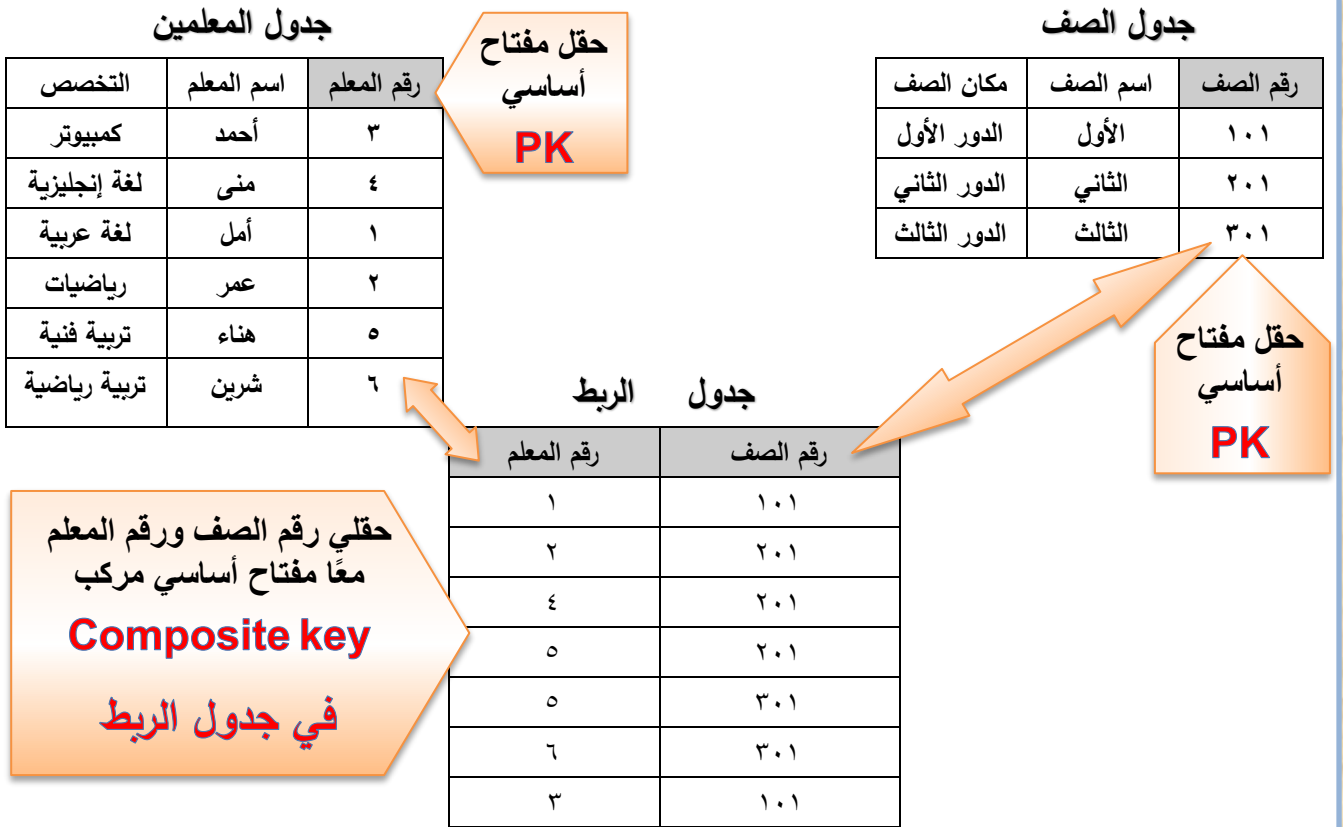 جدول الصف
رقم الصف اسم الصف مكان الصف
١٠١ الأول الدور الأول
٢٠١ الثاني الدور الثاني
٣٠١ الثالث الدور الثالث
حقل مفتاح
أساسي
PK
جدول المعلمين
رقم المعلم اسم المعلم التخصص
٣ أحمد كمبيوتر
٤ منى لغة إنجليزية
١ أمل لغة عربية
٢ عمر رياضيات
٥ هناء تربية فنية
٦ شرين تربية رياضية
حقل مفتاح
أساسي
PK
جدول الربط
رقم الصف رقم المعلم
١٠١ ١
٢٠١ ٢
٢٠١ ٤
٢٠١ ٥
٣٠١ ٥
٣٠١ ٦
١٠١ ٣
حقلي رقم الصف ورقم المعلم
معًا مفتاح أساسي مركب
Composite key
في جدول الربط